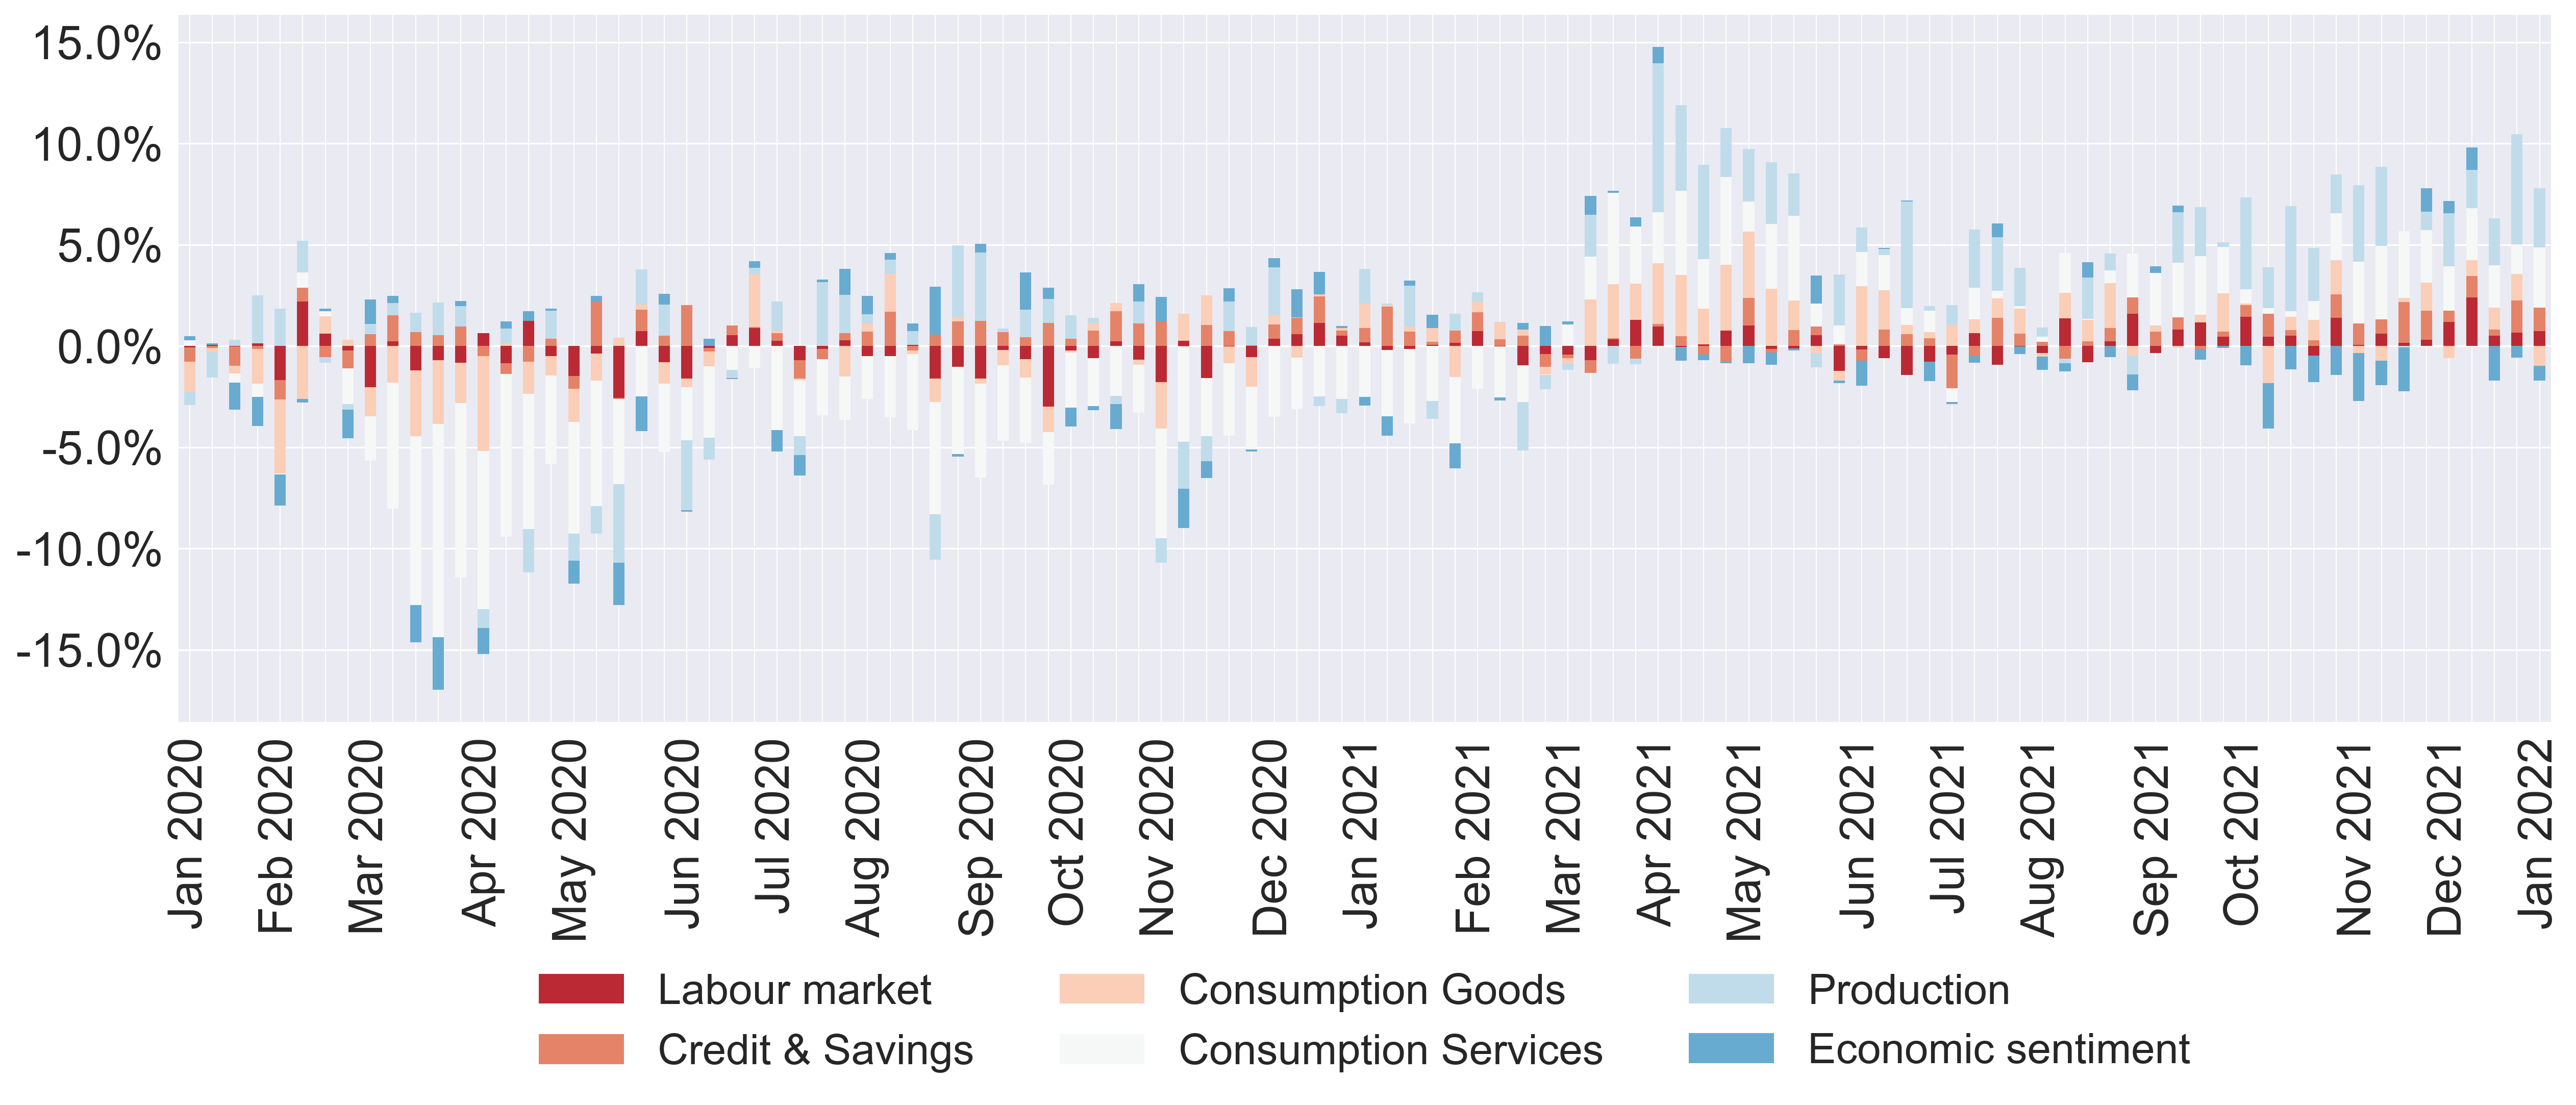 15.0%
10.0%
5.0%
0.0%
-5.0%
-10.0%
-15.0%
Jan 2020
Feb 2020
Mar 2020
Apr 2020
May 2020
Jun 2020
Jul 2020
Aug 2020
Sep 2020
Oct 2020
Nov 2020
Dec 2020
Jan 2021
Feb 2021
Mar 2021
Apr 2021
May 2021
Jun 2021
Jul 2021
Aug 2021
Sep 2021
Oct 2021
Nov 2021
Dec 2021
Jan 2022
Labour market
Consumption Goods
Production
Credit & Savings
Consumption Services
Economic sentiment